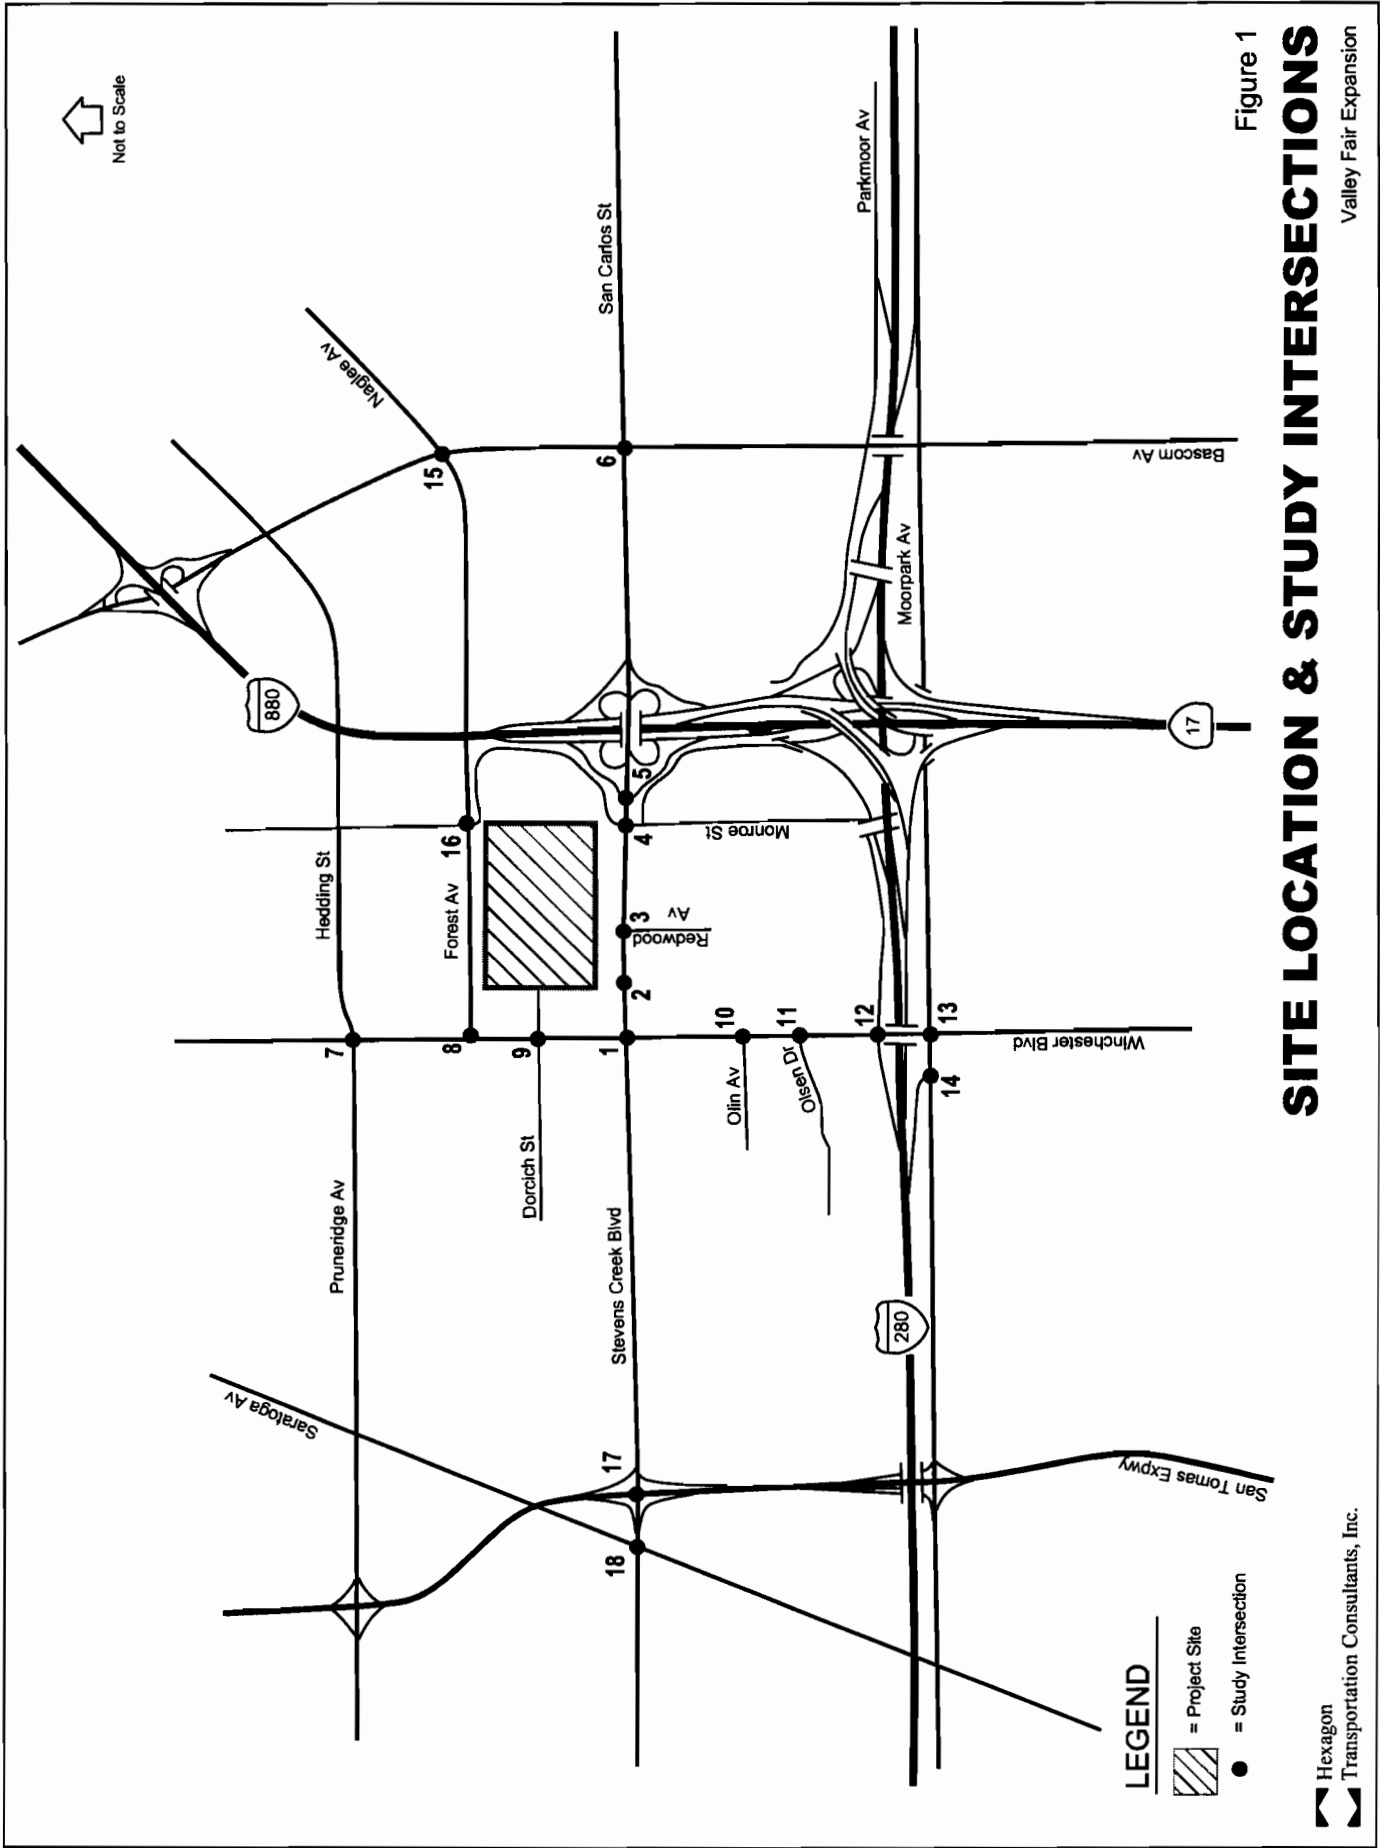 Not to Scale
Naglee Av
880
Hedding St
Pruneridge Av
Saratoga Av
15
16
Forest Av
7
8
9
Dorcich St
San Carlos St
6
5
4
3
2
1
Redwood
Av
Monroe St
Stevens Creek Blvd
17
18
10
Olin Av
11
Olsen Dr
12
13
14
Parkmoor Av
Moorpark Av
Bascom Av
17
Winchester Blvd
280
San Tomas Expwy
LEGEND
= Project Site
= Study Intersection
Figure 1
SITE LOCATION & STUDY INTERSECTIONS
Valley Fair Expansion
Hexagon
Transportation Consultants, Inc.